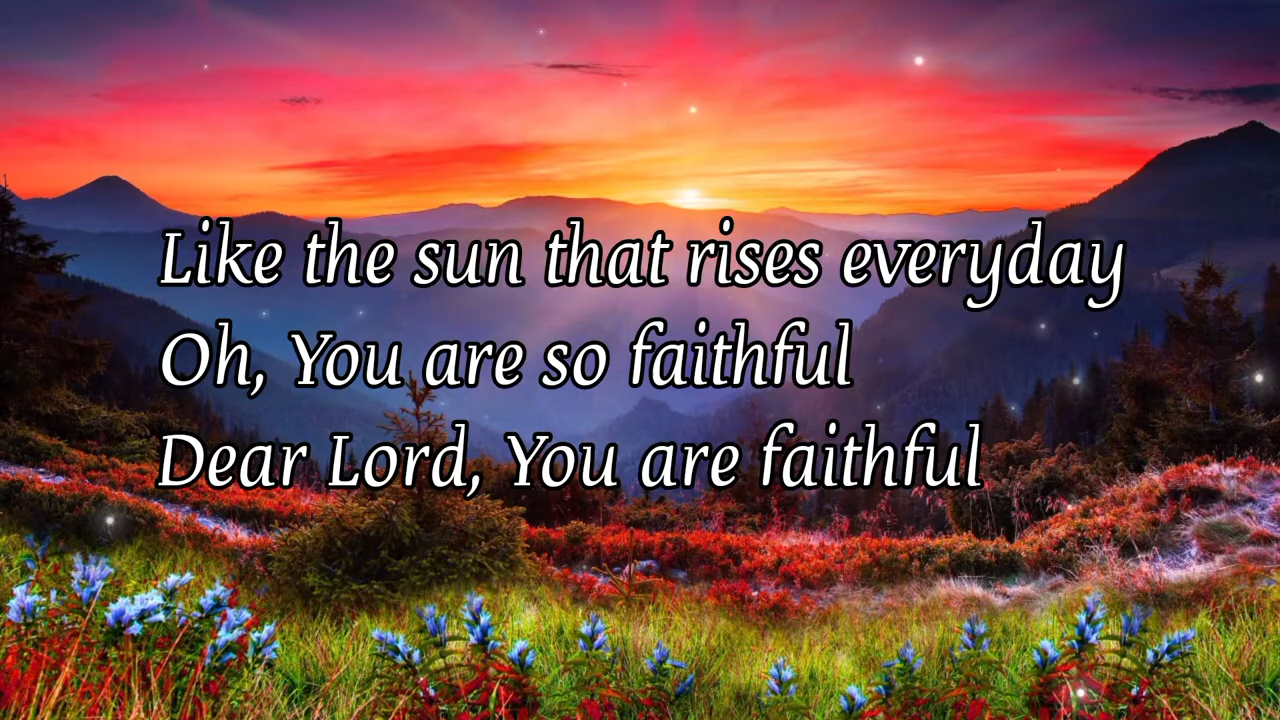 Like the sun that rises everyday
Oh, You are so faithful
Dear Lord, You are faithful